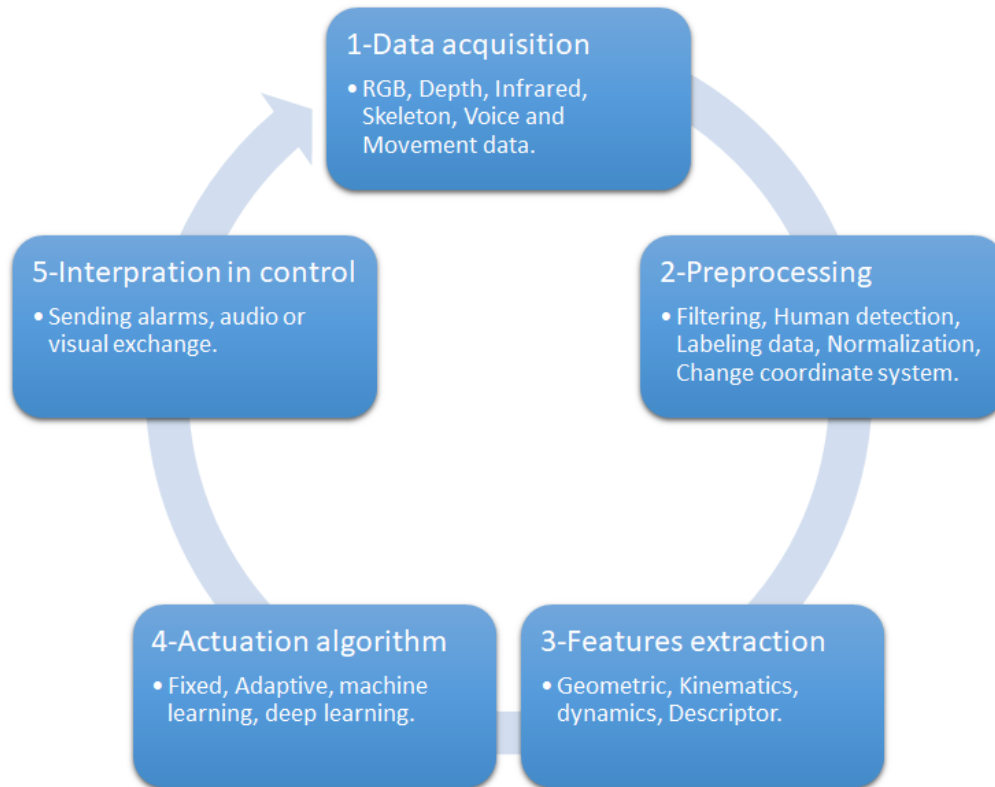 1-Data acquisition
• RGB, Depth, Infrared,
Skeleton, Voice and
Movement data.
2-Preprocessing
• Filtering, Human detection,
Labeling data, Normalization,
Change coordinate system.
3-Features extraction
• Geometric, Kinematics,
dynamics, Descriptor.
4-Actuation algorithm
• Fixed, Adaptive, machine
learning, deep learning.
5-Interpration in control
• Sending alarms, audio or
visual exchange.